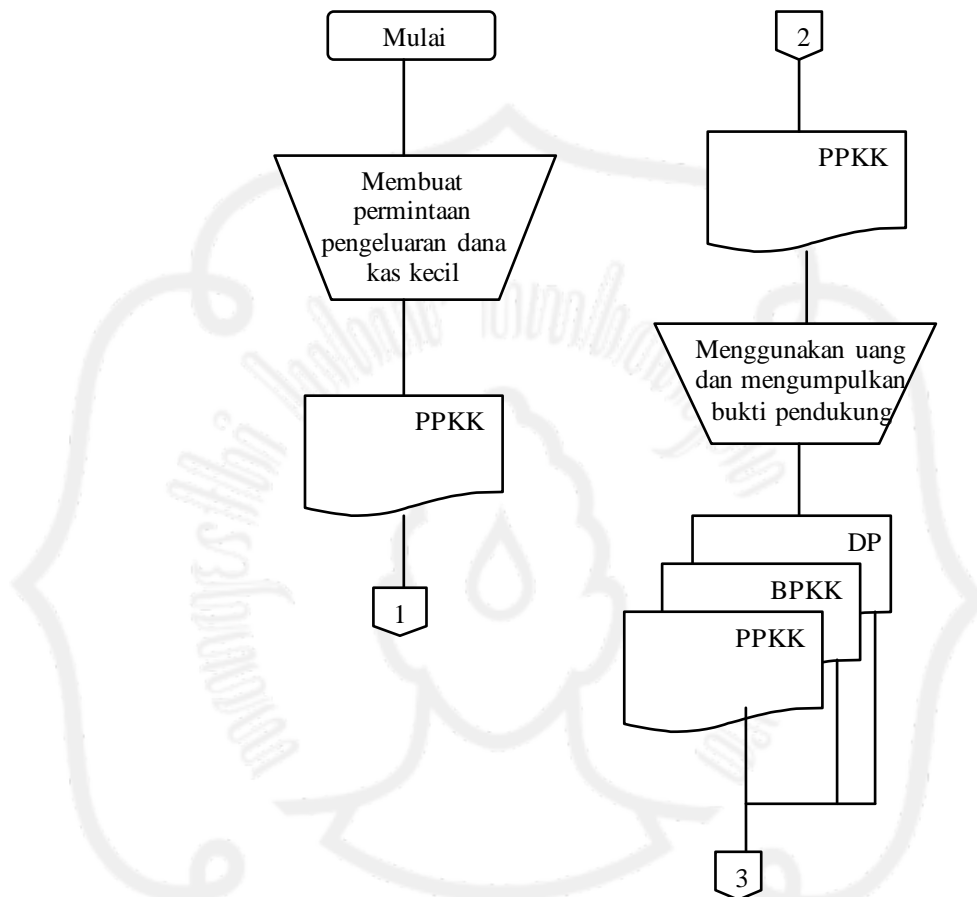 Mulai
Membuat
permintaan
pengeluaran dana
kas kecil
PPKK
1
2
PPKK
Menggunakan uang
dan mengumpulkan
bukti pendukung
DP
BPKK
PPKK
3